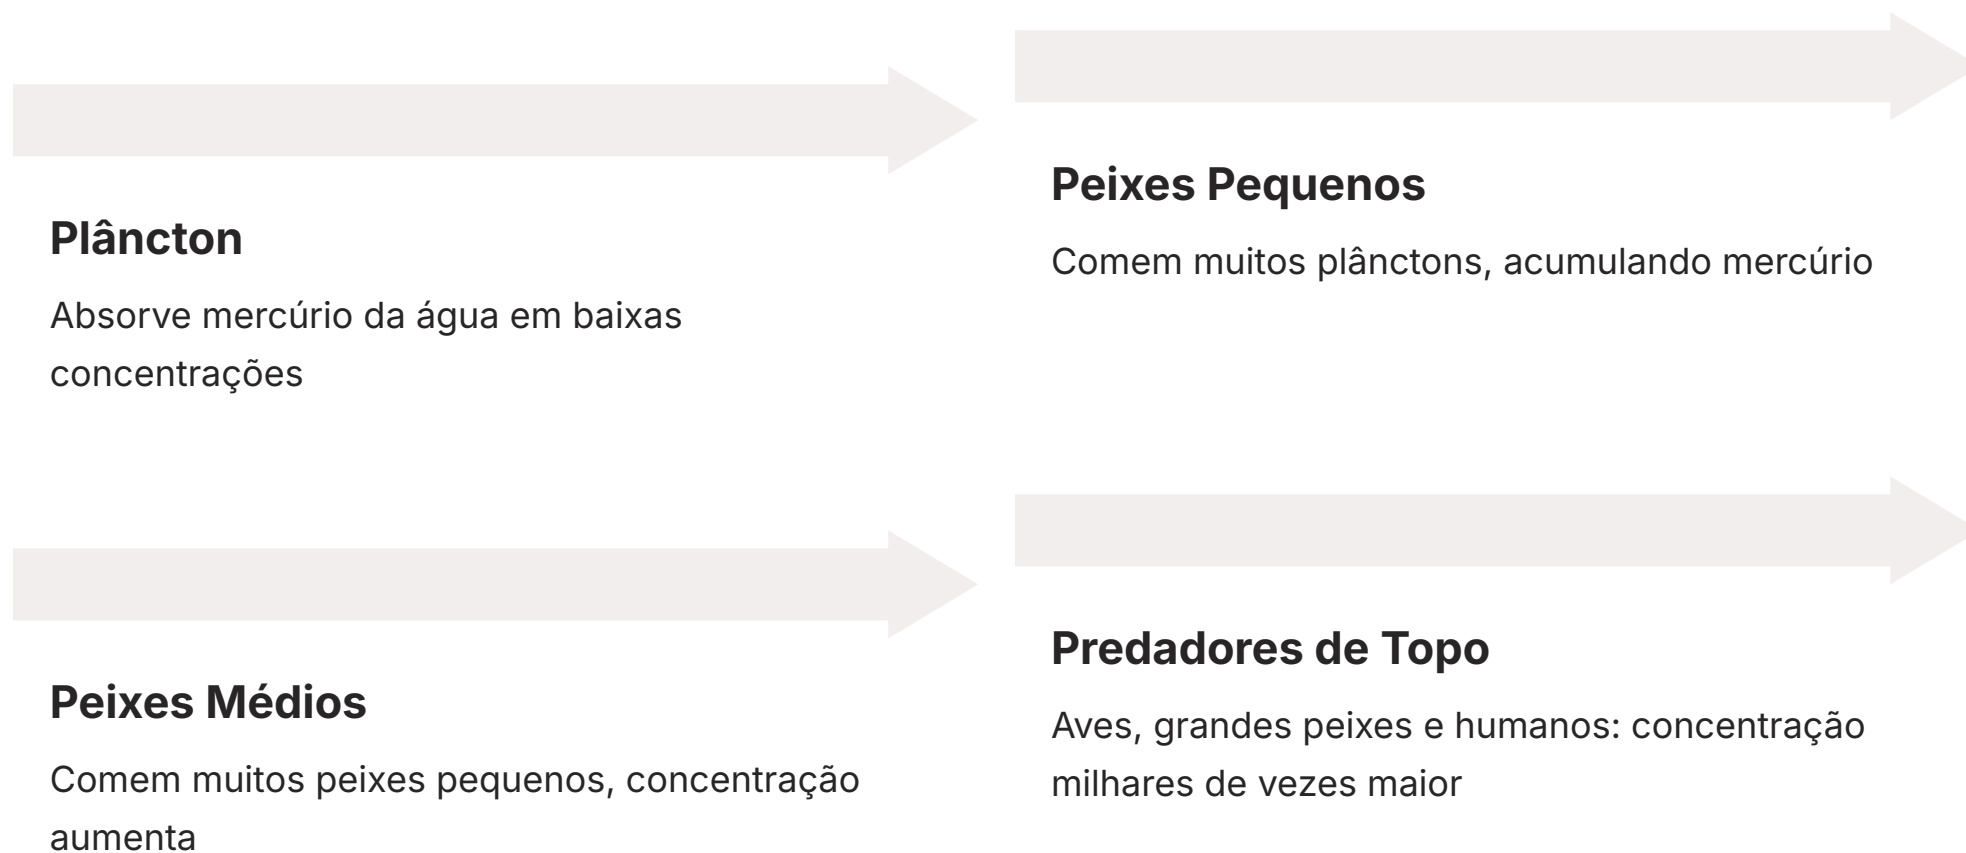 Plâncton
Absorve mercúrio da água em baixas
concentrações
Peixes Pequenos
Comem muitos plânctons, acumulando mercúrio
Peixes Médios
Comem muitos peixes pequenos, concentração
aumenta
Predadores de Topo
Aves, grandes peixes e humanos: concentração
milhares de vezes maior